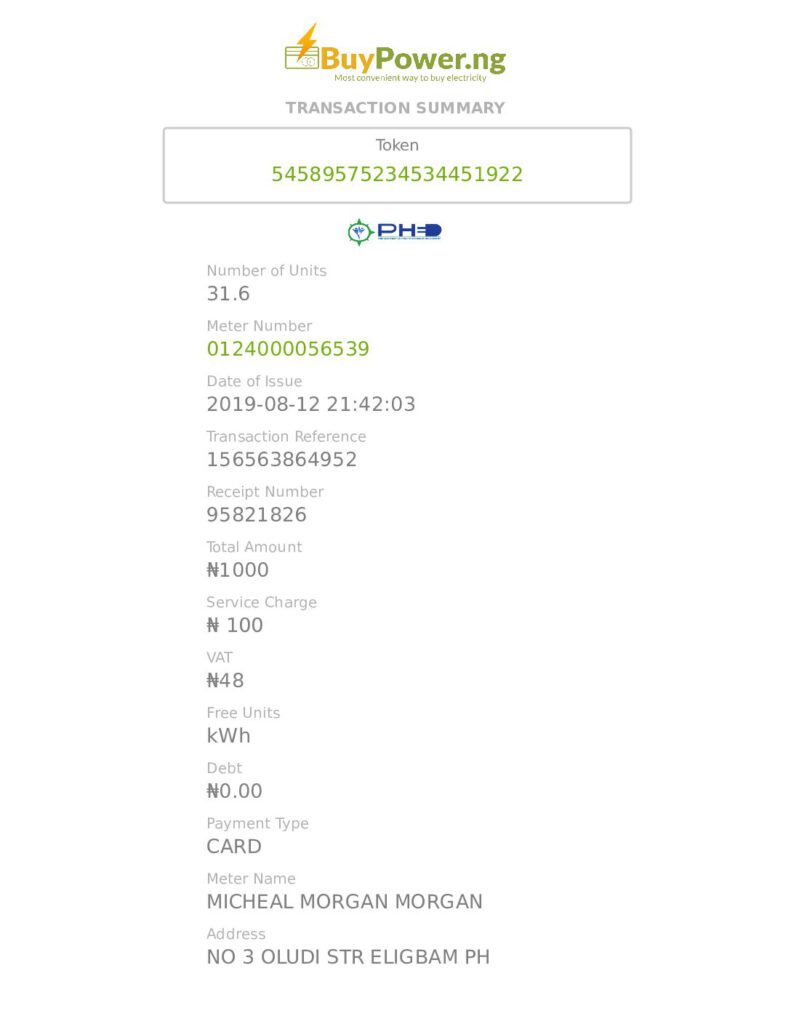 BuyPower.ng
Most convenient way to buy electricity
TRANSACTION SUMMARY
Token
54589575234534451922
PHED
Number of Units
31.6
Meter Number
0124000056539
Date of Issue
2019-08-12 21:42:03
Transaction Reference
156563864952
Receipt Number
95821826
Total Amount
₦1000
Service Charge
₦ 100
VAT
₦48
Free Units
kWh
Debt
₦0.00
Payment Type
CARD
Meter Name
MICHEAL MORGAN MORGAN
Address
NO 3 OLUDI STR ELIGBAM PH